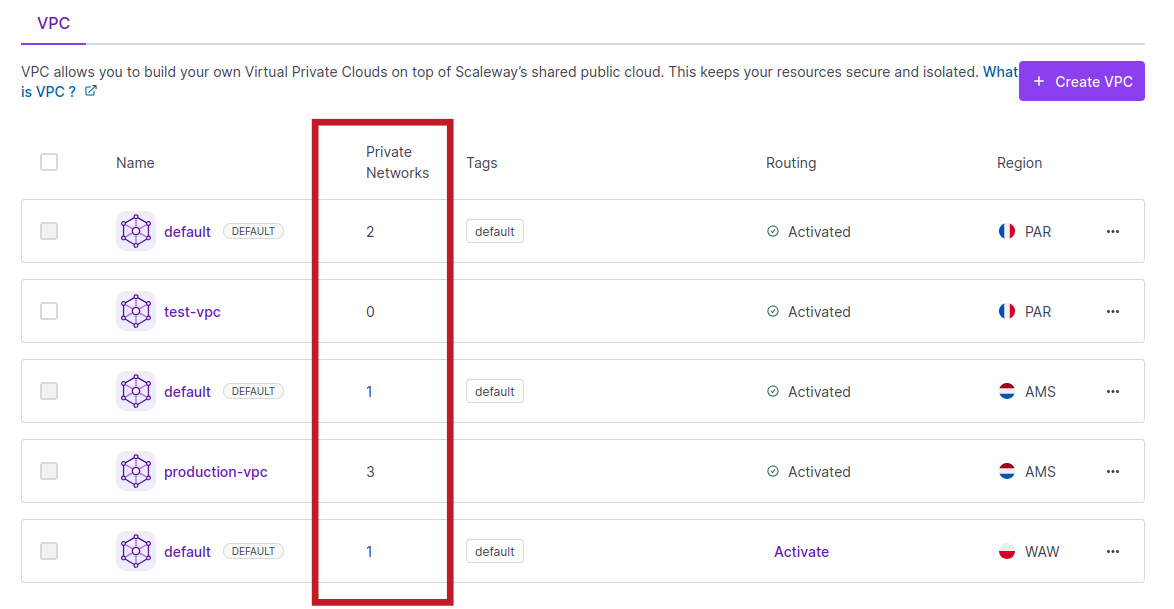 VPC
VPC allows you to build your own Virtual Private Clouds on top of Scaleway's shared public cloud. This keeps your resources secure and isolated. What
is VPC ?
+ Create VPC
Name Private Networks Tags Routing Region
default DEFAULT 2 default Activated PAR ...
test-vpc 0 Activated PAR ...
default DEFAULT 1 default Activated AMS ...
production-vpc 3 Activated AMS ...
default DEFAULT 1 default Activate WAW ...